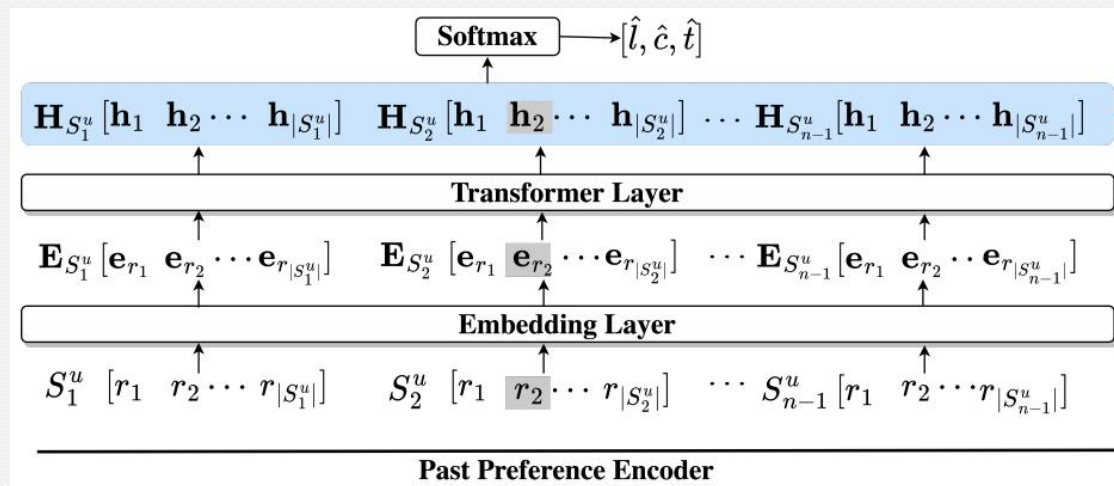 Softmax [l̂, ĉ, t̂]
H_{S_1^u} [h_1 h_2 ··· h_{|S_1^u|}] H_{S_2^u} [h_1 h_2 ··· h_{|S_2^u|}] ··· H_{S_{n-1}^u} [h_1 h_2 ··· h_{|S_{n-1}^u|}]
Transformer Layer
E_{S_1^u} [e_{r_1} e_{r_2} ··· e_{r_{|S_1^u|}}] E_{S_2^u} [e_{r_1} e_{r_2} ··· e_{r_{|S_2^u|}}] ··· E_{S_{n-1}^u} [e_{r_1} e_{r_2} ·· e_{r_{|S_{n-1}^u|}}]
Embedding Layer
S_1^u [r_1 r_2 ··· r_{|S_1^u|}] S_2^u [r_1 r_2 ··· r_{|S_2^u|}] ··· S_{n-1}^u [r_1 r_2 ··· r_{|S_{n-1}^u|}]
Past Preference Encoder